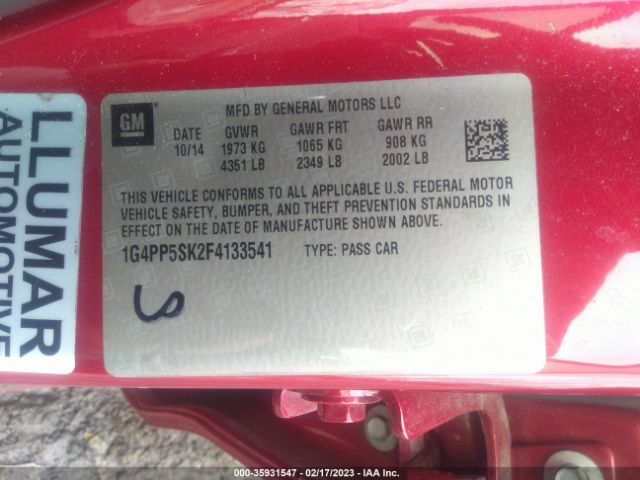 LLUMAR
AUTOMOTIVE
GM
MFD BY GENERAL MOTORS LLC
DATE GVWR GAWR FRT GAWR RR
10/14 1973 KG 1065 KG 908 KG
4351 LB 2349 LB 2002 LB
THIS VEHICLE CONFORMS TO ALL APPLICABLE U.S. FEDERAL MOTOR
VEHICLE SAFETY, BUMPER, AND THEFT PREVENTION STANDARDS IN
EFFECT ON THE DATE OF MANUFACTURE SHOWN ABOVE.
1G4PP5SK2F4133541 TYPE: PASS CAR
© COPYRIGHT - 35931547 - 02/17/2023 - IAA Inc.